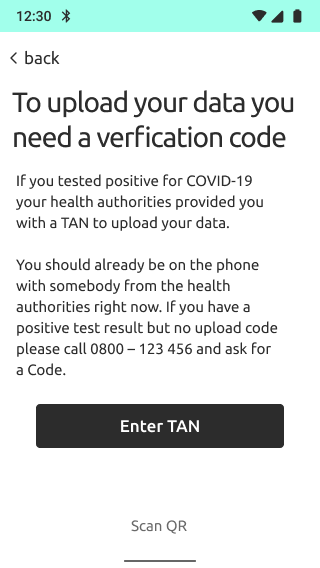 12:30
back
To upload your data you
need a verfication code
If you tested positive for COVID-19
your health authorities provided you
with a TAN to upload your data.
You should already be on the phone
with somebody from the health
authorities right now. If you have a
positive test result but no upload code
please call 0800 – 123 456 and ask for
a Code.
Enter TAN
Scan QR